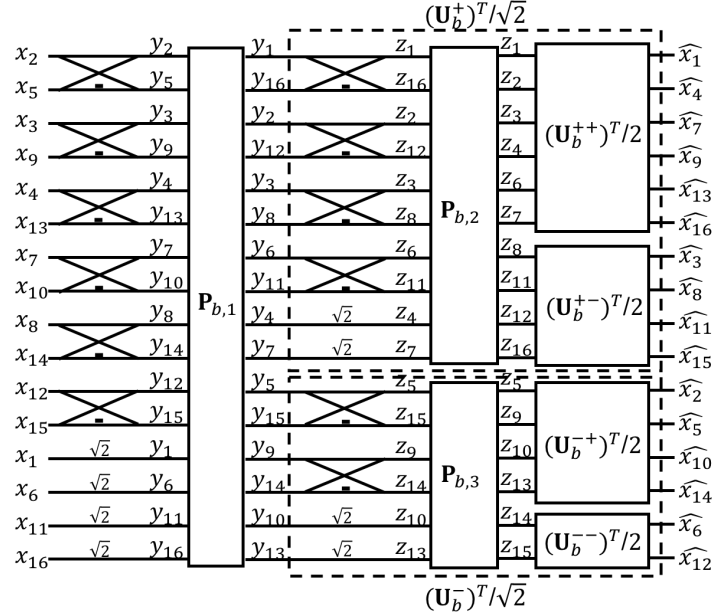 (𝐔_b^+)^T/√2
x_2 y_2 y_1 z_1 z_1 x̂_1
x_5 y_5 y_16 z_16 z_2 x̂_4
x_3 y_3 y_2 z_2 z_3 x̂_7
(𝐔_b^{++})^T/2
x_9 y_9 y_12 z_12 z_4 x̂_9
x_4 y_4 y_3 z_3 z_6 x̂_13
x_13 y_13 y_8 z_8 z_7 x̂_16
𝐏_{b,2}
x_7 y_7 y_6 z_6 z_8 x̂_3
x_10 y_10 y_11 z_11 z_11 x̂_8
𝐏_{b,1}
(𝐔_b^{+-})^T/2
x_8 y_8 y_4 √2 z_4 z_12 x̂_11
x_14 y_14 y_7 √2 z_7 z_16 x̂_15
x_12 y_12 y_5 z_5 z_5 x̂_2
x_15 y_15 y_15 z_15 z_9 x̂_5
(𝐔_b^{-+})^T/2
x_1 √2 y_1 y_9 z_9 z_10 x̂_10
𝐏_{b,3}
x_6 √2 y_6 y_14 z_14 z_13 x̂_14
x_11 √2 y_11 y_10 √2 z_10 z_14 x̂_6
(𝐔_b^{--})^T/2
x_16 √2 y_16 y_13 √2 z_13 z_15 x̂_12
(𝐔_b^-)^T/√2